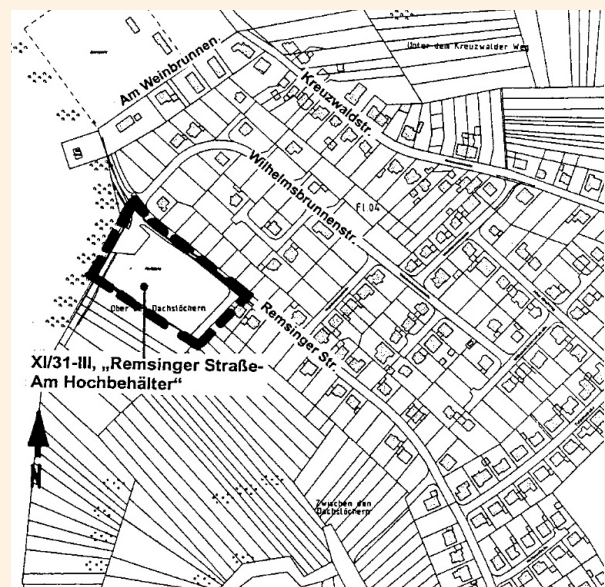 Unter dem Kreuzwalder Weg
Am Weinbrunnen.
Kreuzwaldstr.
Wilhelmsbrunnenstr.
Fl.04
Remsinger Str.
Ober Dachslöchern
XI/31-III, „Remsinger Straße-
Am Hochbehälter“
N
Zwischen den
Dachslöchern